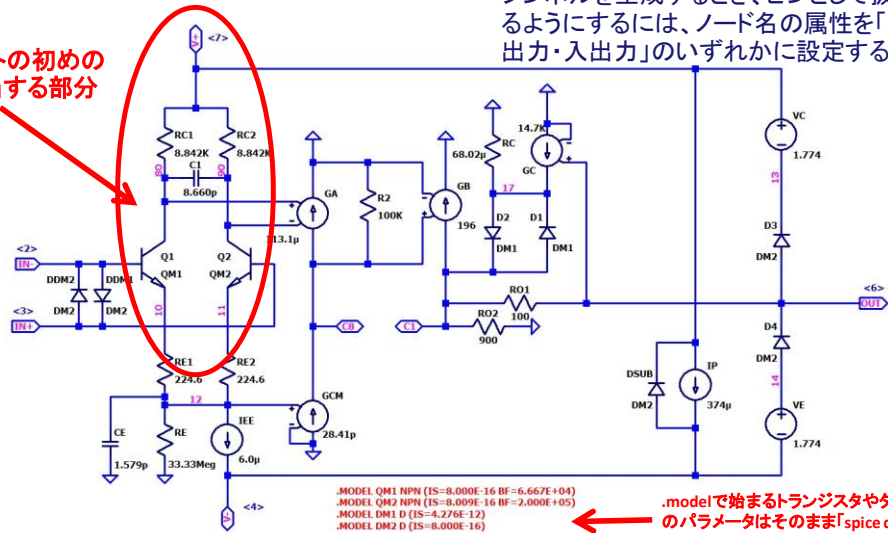 シンボルを生成するとき、ピンとして扱
るようにするには、ノード名の属性を「
出力・入出力」のいずれかに設定する
の初めの
する部分
<7>
V+
RC1
8.842K
RC2
8.842K
80
90
C1
8.660p
GA
113.1µ
R2
100K
GB
196
68.02µ
RC
14.7K
GC
17
D2
DM1
D1
DM1
VC
1.774
13
D3
DM2
<2>
IN-
DDM2
DM2
DDM1
DM2
Q1
QM1
Q2
QM2
<3>
IN+
10
11
C8
C1
RO1
100
RO2
900
<6>
OUT
RE1
224.6
RE2
224.6
12
CE
1.579p
RE
33.33Meg
IEE
6.0µ
GCM
28.41p
DSUB
DM2
IP
374µ
D4
DM2
14
VE
1.774
V-
<4>
.MODEL QM1 NPN (IS=8.000E-16 BF=6.667E+04)
.MODEL QM2 NPN (IS=8.009E-16 BF=2.000E+05)
.MODEL DM1 D (IS=4.276E-12)
.MODEL DM2 D (IS=8.000E-16)
.modelで始まるトランジスタやダ
のパラメータはそのまま「spice d